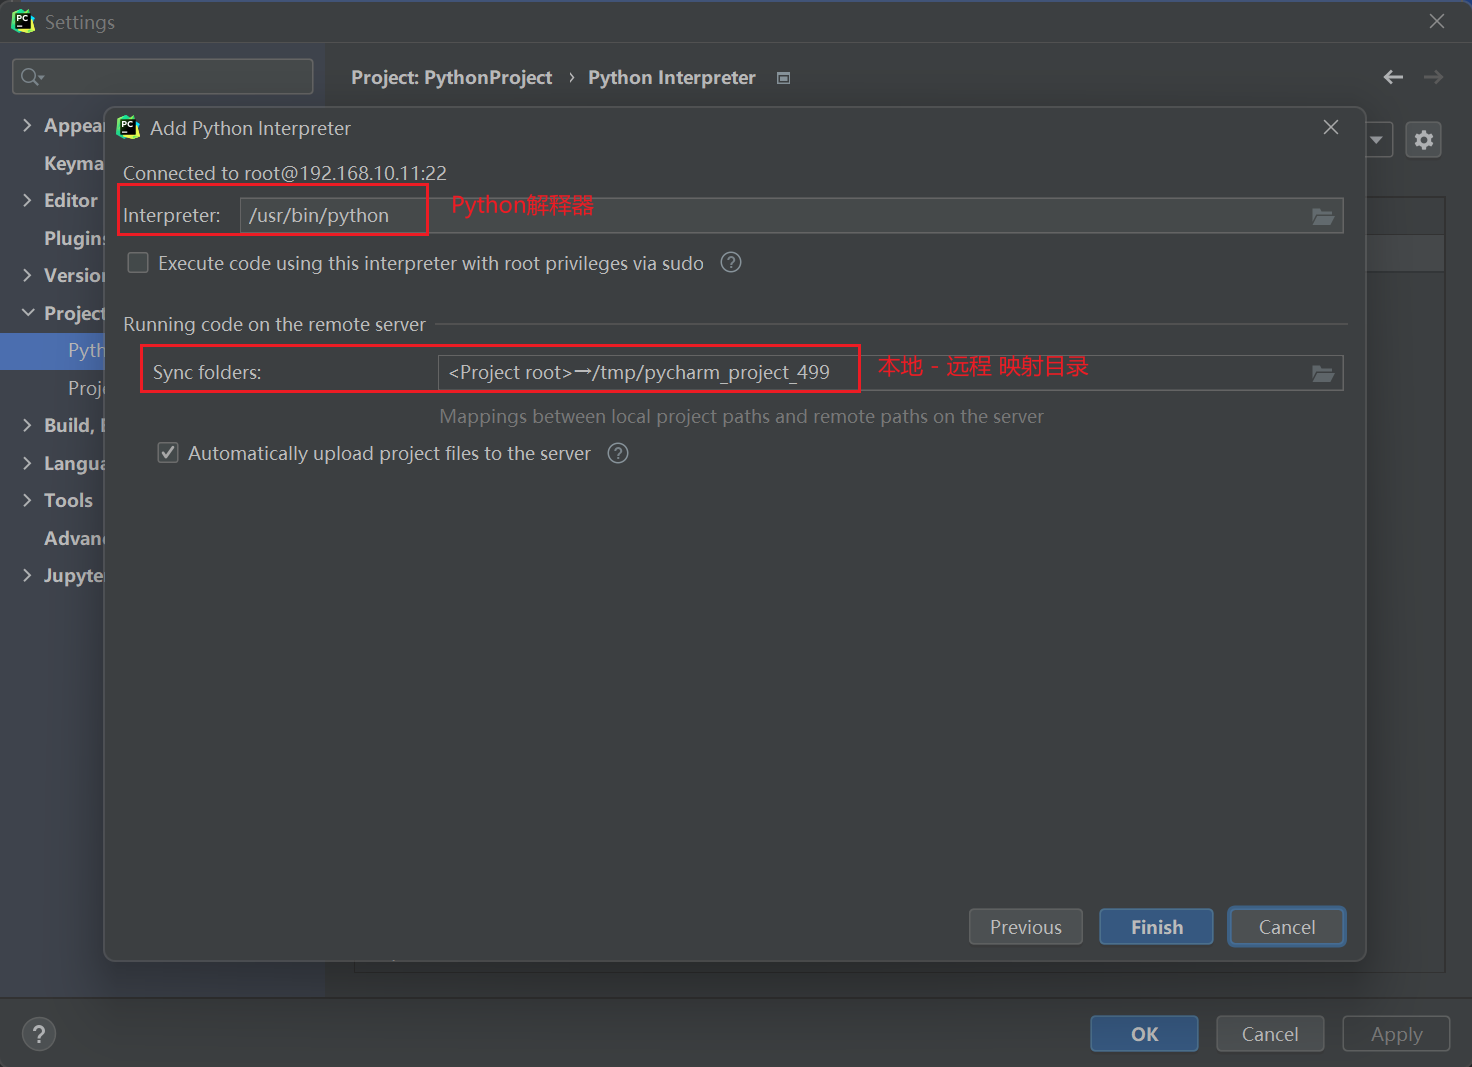 Settings
Project: PythonProject › Python Interpreter
Appear
Add Python Interpreter
Keyma
Connected to root@192.168.10.11:22
Editor
Interpreter: /usr/bin/python Python解释器
Plugins
Execute code using this interpreter with root privileges via sudo
Version
Project
Running code on the remote server
Pyth
Sync folders: <Project root>→/tmp/pycharm_project_499 本地 - 远程 映射目录
Proj
Mappings between local project paths and remote paths on the server
Build, E
Automatically upload project files to the server
Langua
Tools
Advan
Jupyte
Previous Finish Cancel
OK Cancel Apply